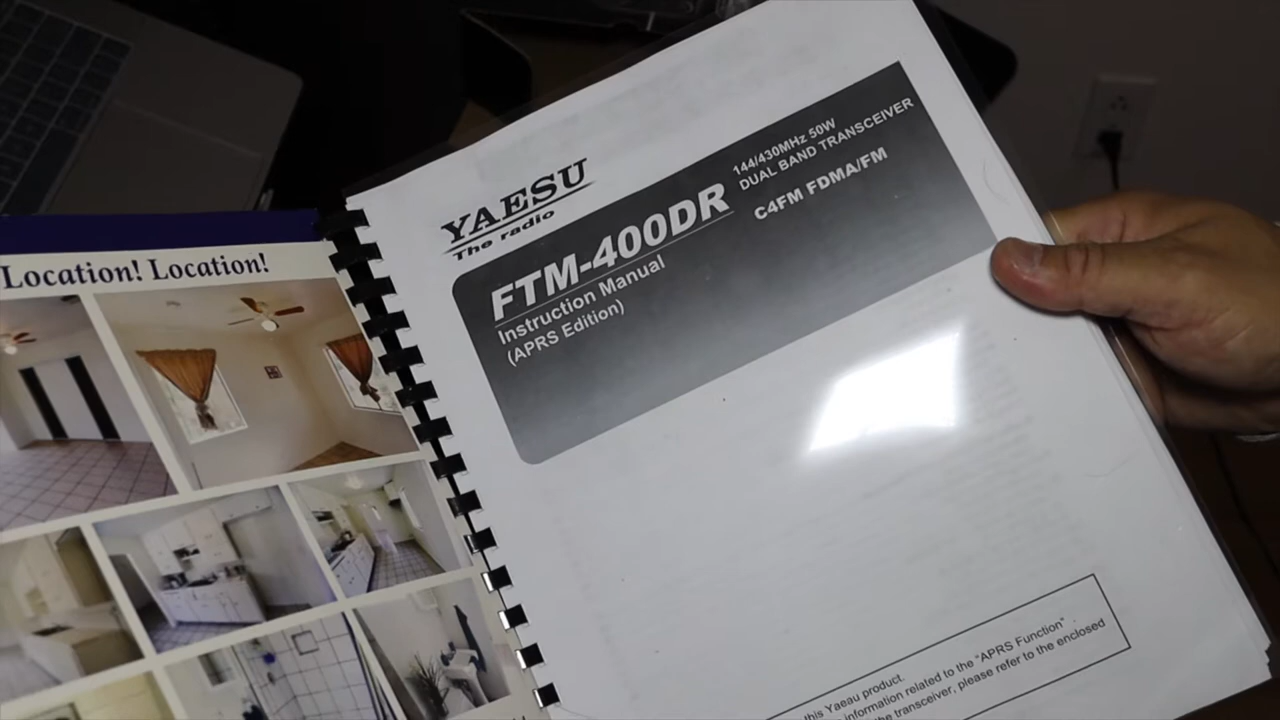 Location! Location!
YAESU
The radio
FTM-400DR
144/430MHz 50W
DUAL BAND TRANSCEIVER
C4FM FDMA/FM
Instruction Manual
(APRS Edition)
this Yaeau product.
information related to the "APRS Function"
the transceiver, please refer to the enclosed